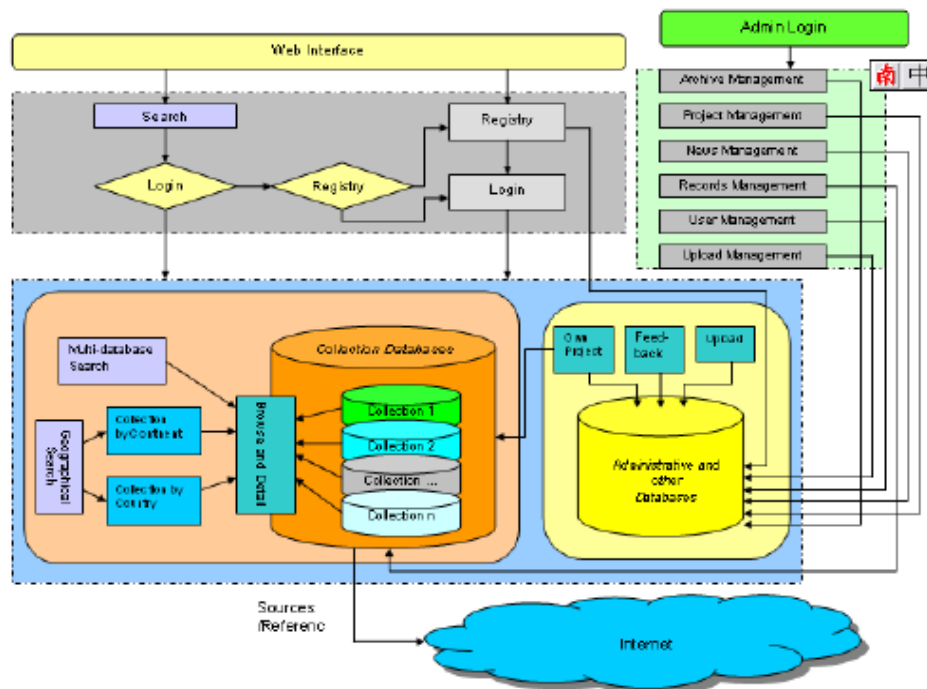 Admin Login
Web Interface
Archive Management
南 中
Search
Registry
Project Management
News Management
Login
Registry
Login
Records Management
User Management
Upload Management
Multi-database
Search
Collection Databases
Own
Project
Feed-
back
Upload
Geographical
Search
Collection
by Continent
Collection by
Country
Browse and Detail
Collection 1
Collection 2
Collection ...
Collection n
Administrative and
other
Databases
Sources
/Referenc
Internet